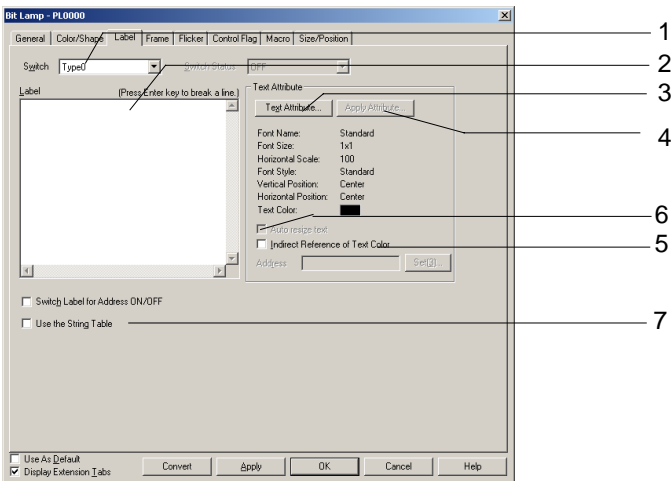 Bit Lamp - PL0000
General Color/Shape Label Frame Flicker Control Flag Macro Size/Position
1
Switch Type0 Switch Status OFF
2
Label (Press Enter key to break a line.)
Text Attribute
3
Text Attribute... Apply Attribute...
4
Font Name: Standard
Font Size: 1x1
Horizontal Scale: 100
Font Style: Standard
Vertical Position: Center
Horizontal Position: Center
Text Color:
6
Auto resize text
Indirect Reference of Text Color
5
Address Set(J)...
Switch Label for Address ON/OFF
Use the String Table
7
Use As Default
Display Extension Tabs
Convert Apply OK Cancel Help